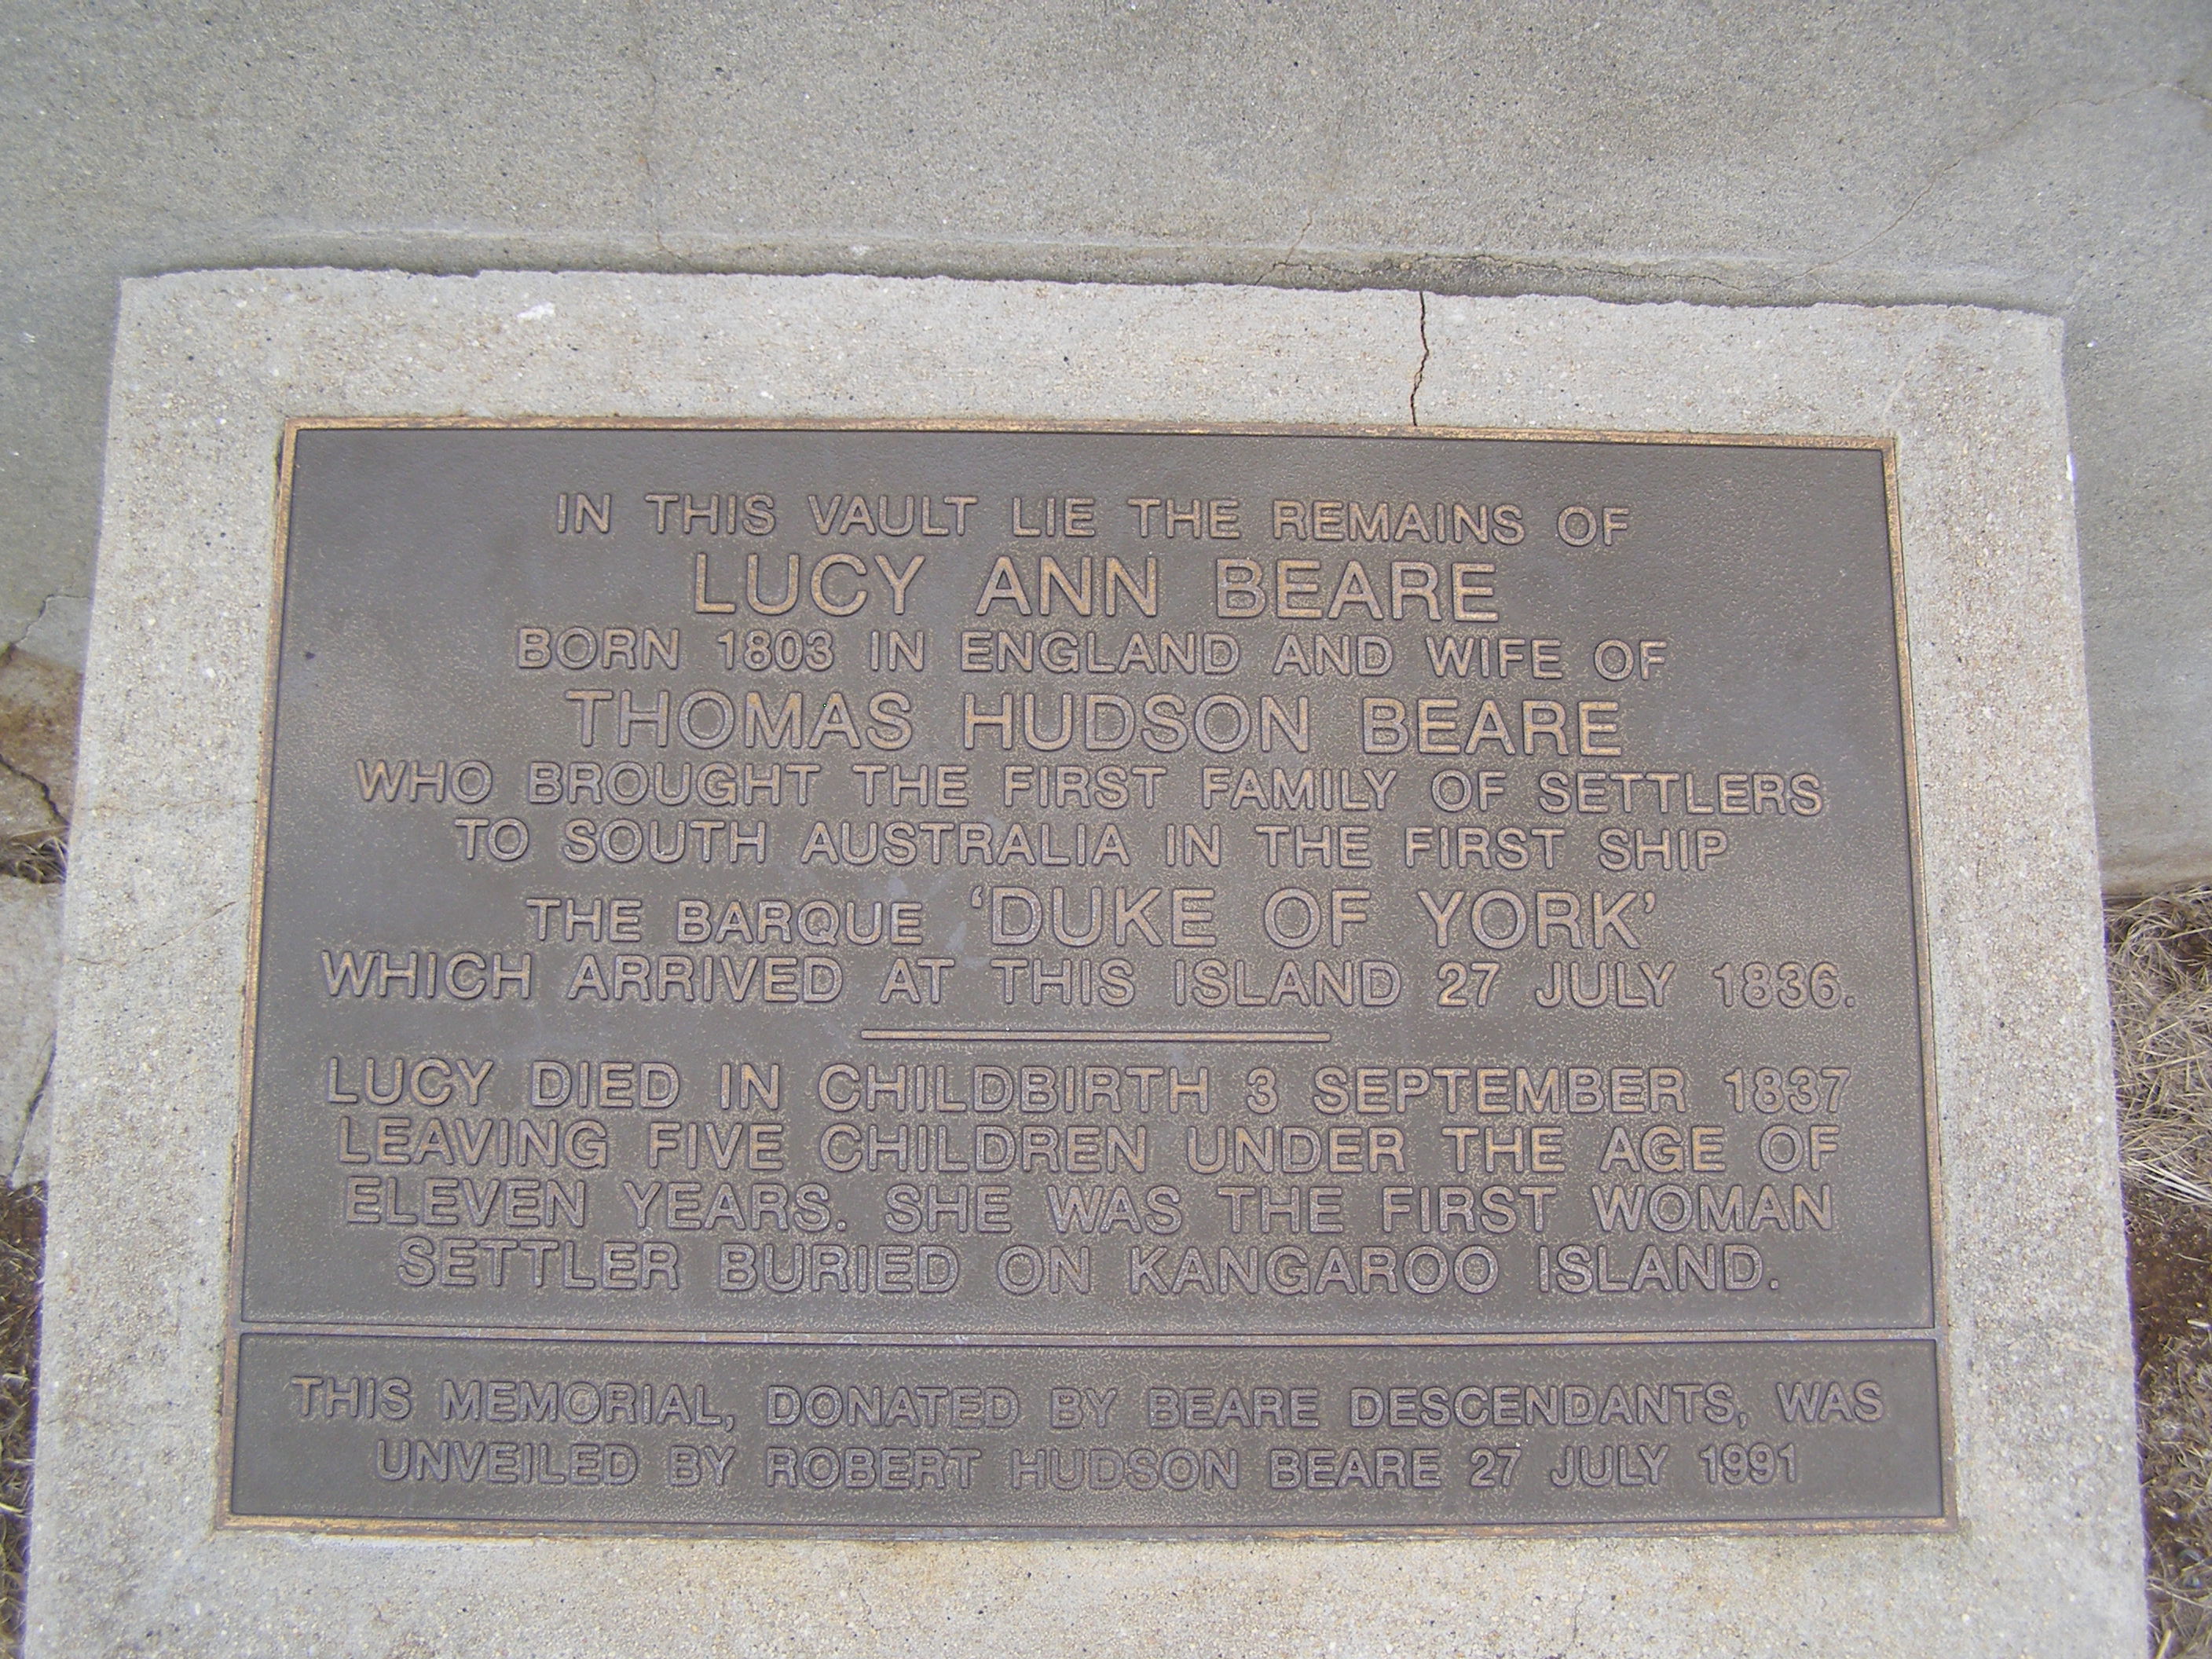 IN THIS VAULT LIE THE REMAINS OF
LUCY ANN BEARE
BORN 1803 IN ENGLAND AND WIFE OF
THOMAS HUDSON BEARE
WHO BROUGHT THE FIRST FAMILY OF SETTLERS
TO SOUTH AUSTRALIA IN THE FIRST SHIP
THE BARQUE ‘DUKE OF YORK’
WHICH ARRIVED AT THIS ISLAND 27 JULY 1836.
LUCY DIED IN CHILDBIRTH 3 SEPTEMBER 1837
LEAVING FIVE CHILDREN UNDER THE AGE OF
ELEVEN YEARS. SHE WAS THE FIRST WOMAN
SETTLER BURIED ON KANGAROO ISLAND.
THIS MEMORIAL, DONATED BY BEARE DESCENDANTS, WAS
UNVEILED BY ROBERT HUDSON BEARE 27 JULY 1991